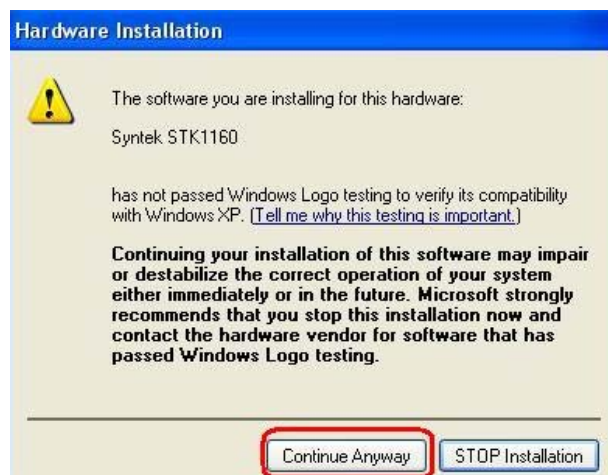 Hardware Installation
The software you are installing for this hardware:
Syntek STK1160
has not passed Windows Logo testing to verify its compatibility
with Windows XP. (Tell me why this testing is important.)
Continuing your installation of this software may impair
or destabilize the correct operation of your system
either immediately or in the future. Microsoft strongly
recommends that you stop this installation now and
contact the hardware vendor for software that has
passed Windows Logo testing.
Continue Anyway
STOP Installation